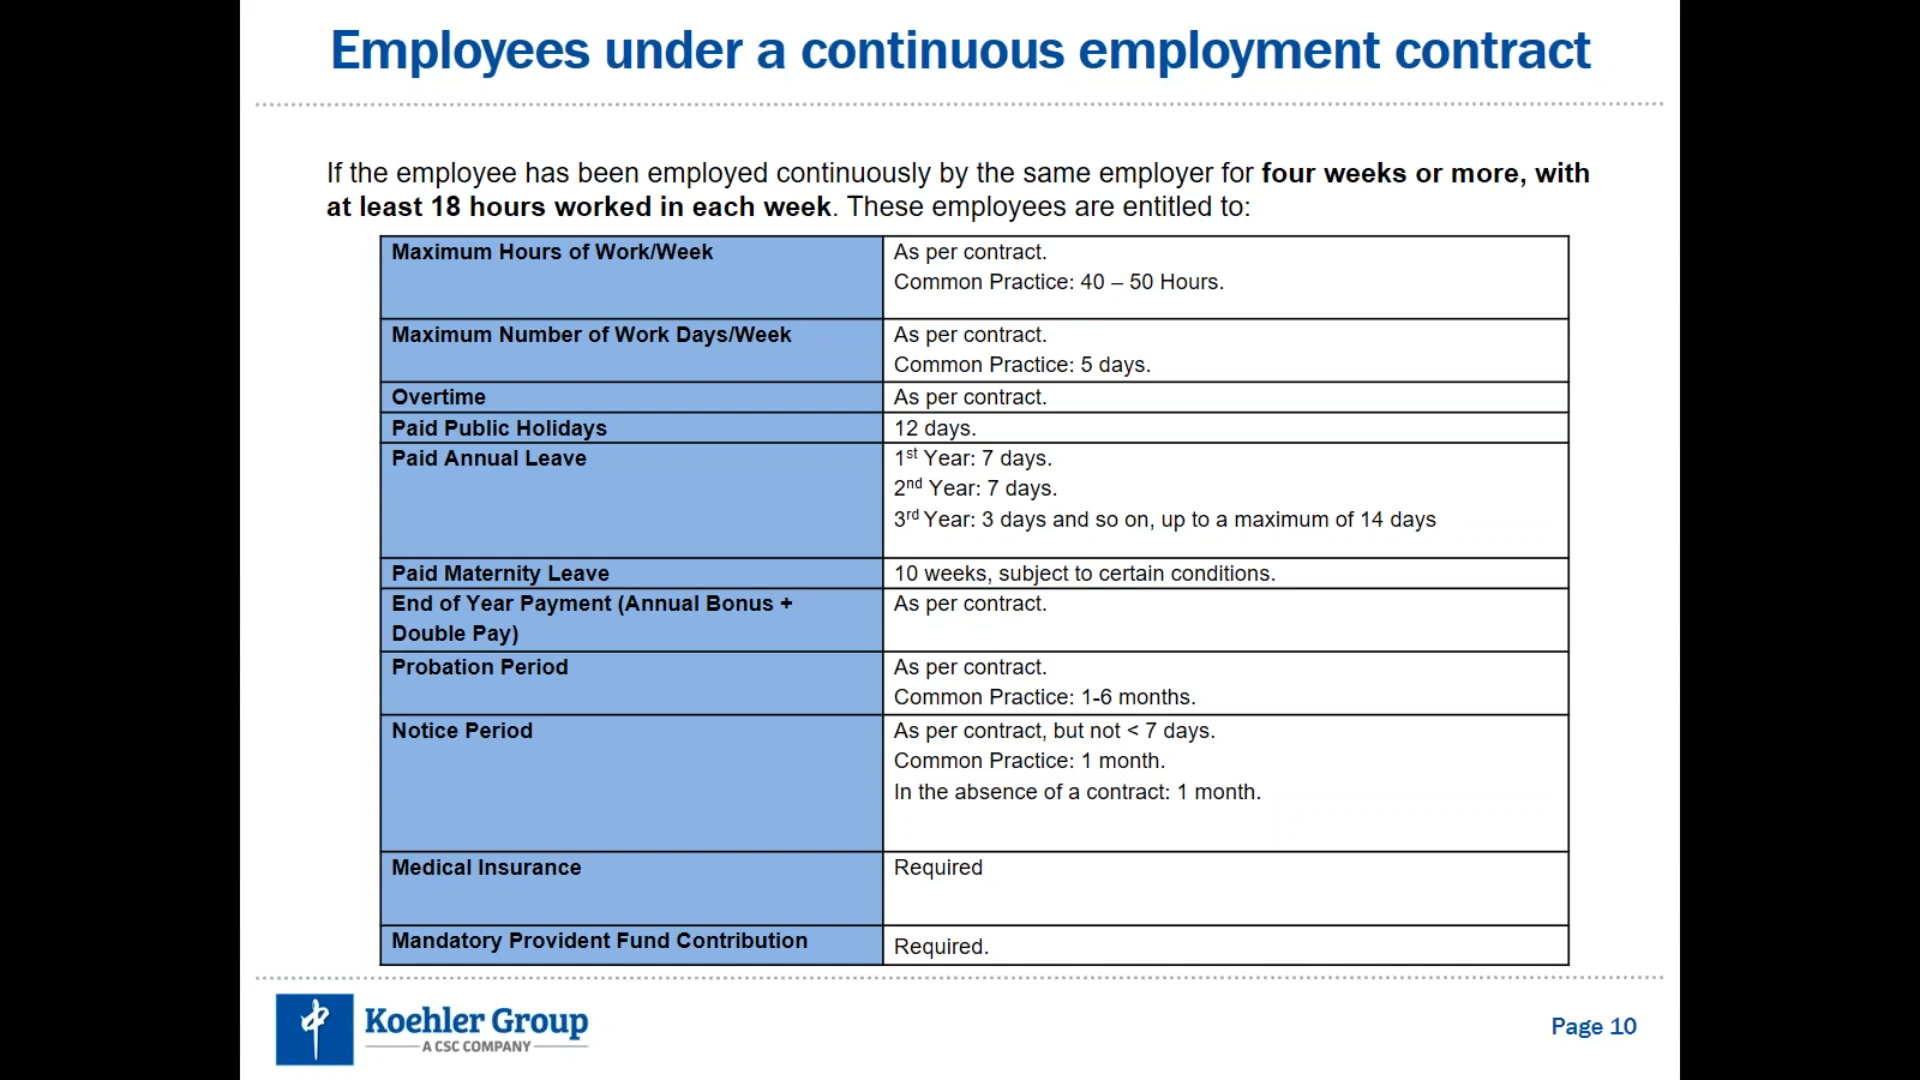 Employees under a continuous employment contract
If the employee has been employed continuously by the same employer for four weeks or more, with
at least 18 hours worked in each week. These employees are entitled to:
Maximum Hours of Work/Week
As per contract.
Common Practice: 40 – 50 Hours.
Maximum Number of Work Days/Week
As per contract.
Common Practice: 5 days.
Overtime
As per contract.
Paid Public Holidays
12 days.
Paid Annual Leave
1st Year: 7 days.
2nd Year: 7 days.
3rd Year: 3 days and so on, up to a maximum of 14 days
Paid Maternity Leave
10 weeks, subject to certain conditions.
End of Year Payment (Annual Bonus +
Double Pay)
As per contract.
Probation Period
As per contract.
Common Practice: 1-6 months.
Notice Period
As per contract, but not < 7 days.
Common Practice: 1 month.
In the absence of a contract: 1 month.
Medical Insurance
Required
Mandatory Provident Fund Contribution
Required.
Koehler Group
A CSC COMPANY
Page 10